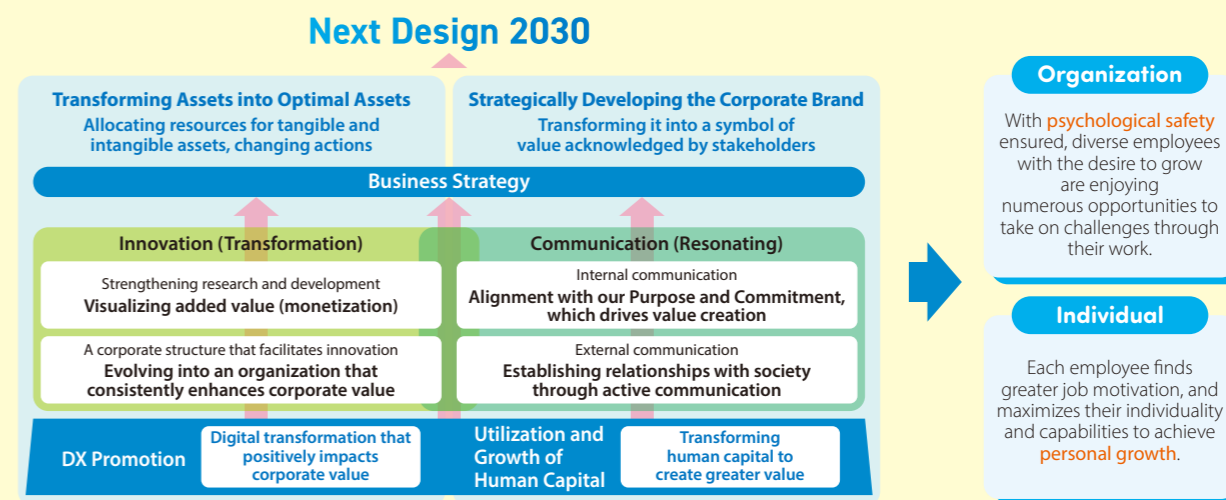 Next Design 2030
Transforming Assets into Optimal Assets
Allocating resources for tangible and
intangible assets, changing actions
Strategically Developing the Corporate Brand
Transforming it into a symbol of
value acknowledged by stakeholders
Business Strategy
Innovation (Transformation)
Strengthening research and development
Visualizing added value (monetization)
A corporate structure that facilitates innovation
Evolving into an organization that
consistently enhances corporate value
Communication (Resonating)
Internal communication
Alignment with our Purpose and Commitment,
which drives value creation
External communication
Establishing relationships with society
through active communication
DX Promotion
Digital transformation that
positively impacts
corporate value
Utilization and
Growth of
Human Capital
Transforming
human capital to
create greater value
Organization
With psychological safety
ensured, diverse employees
with the desire to grow
are enjoying
numerous opportunities to
take on challenges through
their work.
Individual
Each employee finds
greater job motivation, and
maximizes their individuality
and capabilities to achieve
personal growth.